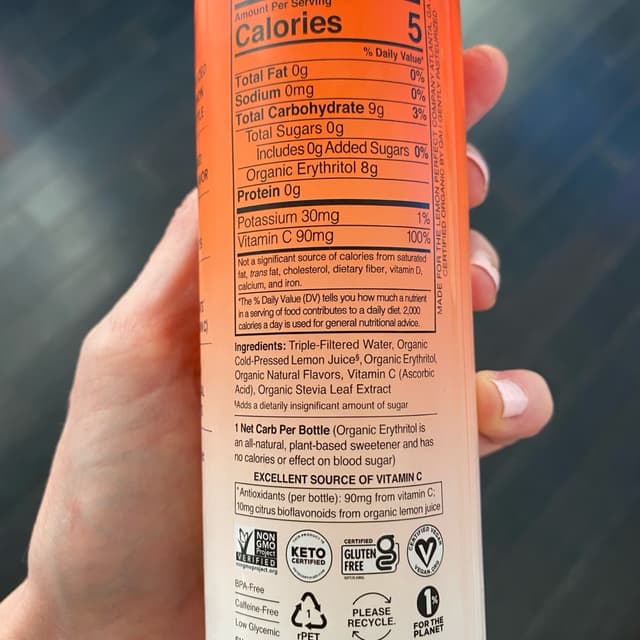 Amount Per Serving
Calories 5
% Daily Value*
Total Fat 0g 0%
Sodium 0mg 0%
Total Carbohydrate 9g 3%
Total Sugars 0g
Includes 0g Added Sugars 0%
Organic Erythritol 8g
Protein 0g
Potassium 30mg 1%
Vitamin C 90mg 100%
Not a significant source of calories from saturated
fat, trans fat, cholesterol, dietary fiber, vitamin D,
calcium, and iron.
*The % Daily Value (DV) tells you how much a nutrient
in a serving of food contributes to a daily diet. 2,000
calories a day is used for general nutritional advice.
Ingredients: Triple-Filtered Water, Organic
Cold-Pressed Lemon Juice§, Organic Erythritol,
Organic Natural Flavors, Vitamin C (Ascorbic
Acid), Organic Stevia Leaf Extract
§Adds a dietarily insignificant amount of sugar
1 Net Carb Per Bottle (Organic Erythritol is
an all-natural, plant-based sweetener and has
no calories or effect on blood sugar)
EXCELLENT SOURCE OF VITAMIN C
*Antioxidants (per bottle): 90mg from vitamin C;
10mg citrus bioflavonoids from organic lemon juice
MADE FOR THE LEMON PERFECT COMPANY ATLANTA, GA
CERTIFIED ORGANIC BY QAI | GENTLY PASTEURIZED
NON
GMO
Project
VERIFIED
nongmoproject.org
KETO
CERTIFIED
CERTIFIED
GLUTEN
FREE
CERTIFIED VEGAN
VEGAN.ORG
BPA-Free
Caffeine-Free
Low Glycemic
1
rPET
PLEASE
RECYCLE.
1%
FOR THE
PLANET